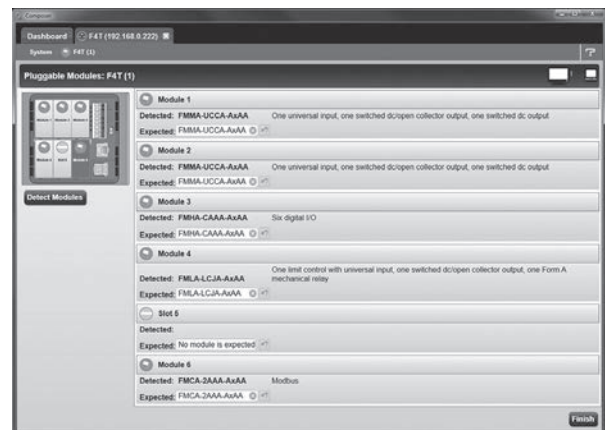 Composer
Dashboard F4T (192.168.0.222)
System F4T (1)
?
Pluggable Modules: F4T (1)
Module 1
Detected: FMMA-UCCA-AxAA One universal input, one switched dc/open collector output, one switched dc output
Expected: FMMA-UCCA-AxAA
Module 2
Detected: FMMA-UCCA-AxAA One universal input, one switched dc/open collector output, one switched dc output
Expected: FMMA-UCCA-AxAA
Detect Modules
Module 3
Detected: FMHA-CAAA-AxAA Six digital I/O
Expected: FMHA-CAAA-AxAA
Module 4
Detected: FMLA-LCJA-AxAA One limit control with universal input, one switched dc/open collector output, one Form A
mechanical relay
Expected: FMLA-LCJA-AxAA
Slot 5
Detected:
Expected: No module is expected
Module 6
Detected: FMCA-2AAA-AxAA Modbus
Expected: FMCA-2AAA-AxAA
Finish